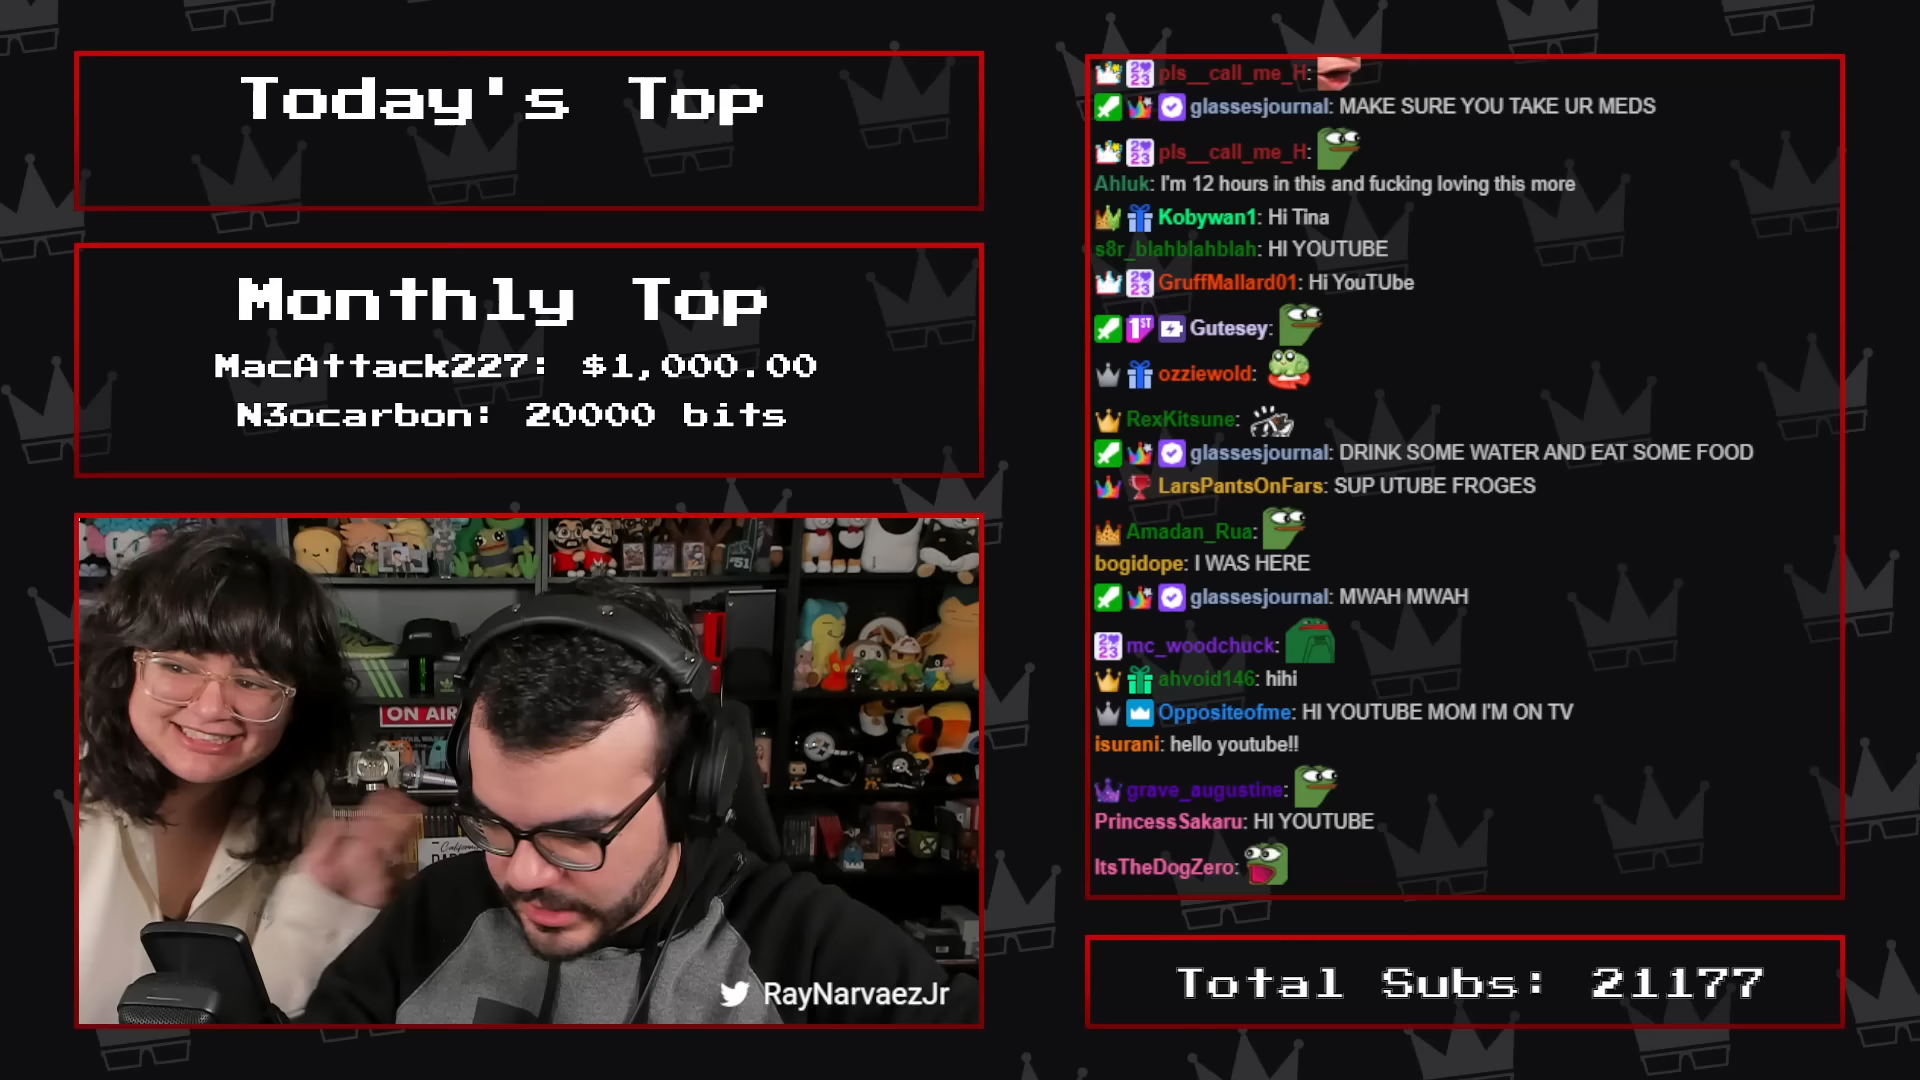 Today's Top
Monthly Top
MacAttack227: $1,000.00
N3ocarbon: 20000 bits
ON AIR
#51
RayNarvaezJr
pls__call_me_H:
glassesjournal: MAKE SURE YOU TAKE UR MEDS
pls__call_me_H:
Ahluk: I'm 12 hours in this and fucking loving this more
Kobywan1: Hi Tina
s8r_blahblahblah: HI YOUTUBE
GruffMallard01: Hi YouTUbe
1ST Gutesey:
ozziewold:
RexKitsune:
glassesjournal: DRINK SOME WATER AND EAT SOME FOOD
LarsPantsOnFars: SUP UTUBE FROGES
Amadan_Rua:
bogidope: I WAS HERE
glassesjournal: MWAH MWAH
mc_woodchuck:
ahvoid146: hihi
Oppositeofme: HI YOUTUBE MOM I'M ON TV
isurani: hello youtube!!
grave_augustine:
PrincessSakaru: HI YOUTUBE
ItsTheDogZero:
Total Subs: 21177